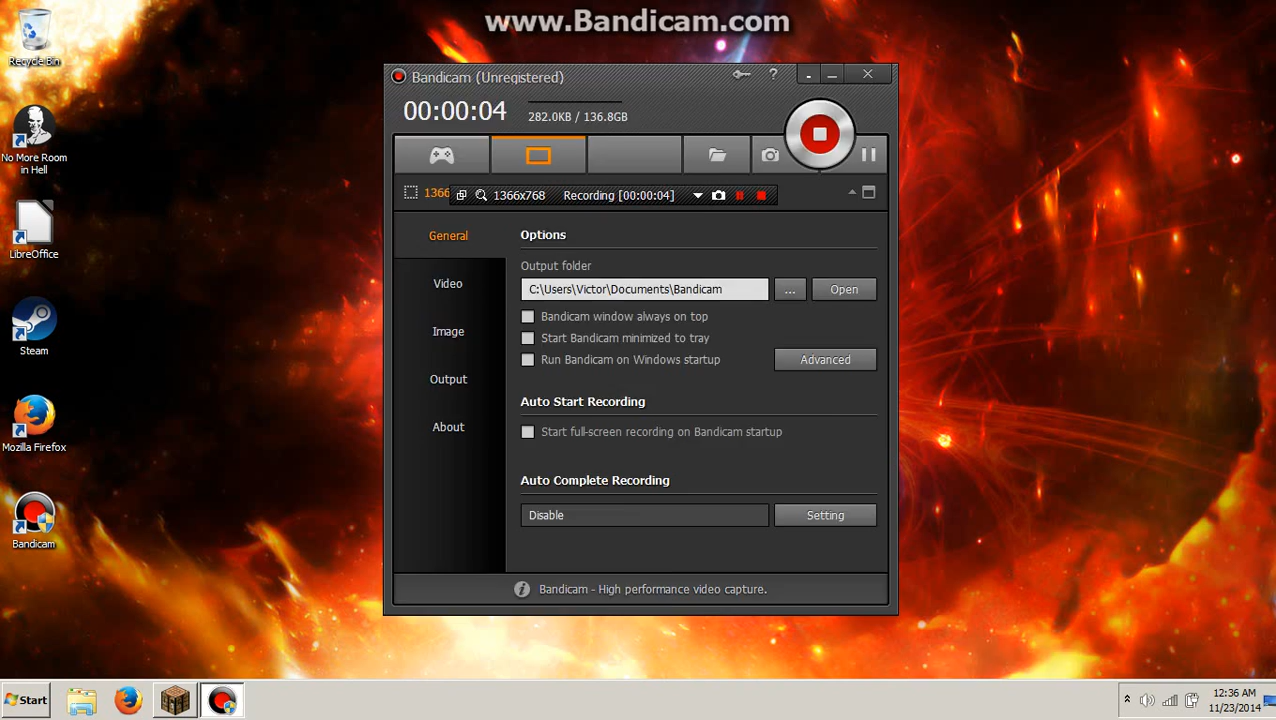 www.Bandicam.com
Recycle Bin
No More Room
in Hell
LibreOffice
Steam
Mozilla Firefox
Bandicam
Bandicam (Unregistered)
?
00:00:04
282.0KB / 136.8GB
1366
1366x768
Recording [00:00:04]
General
Video
Image
Output
About
Options
Output folder
C:\Users\Victor\Documents\Bandicam
...
Open
Bandicam window always on top
Start Bandicam minimized to tray
Run Bandicam on Windows startup
Advanced
Auto Start Recording
Start full-screen recording on Bandicam startup
Auto Complete Recording
Disable
Setting
Bandicam - High performance video capture.
Start
12:36 AM
11/23/2014